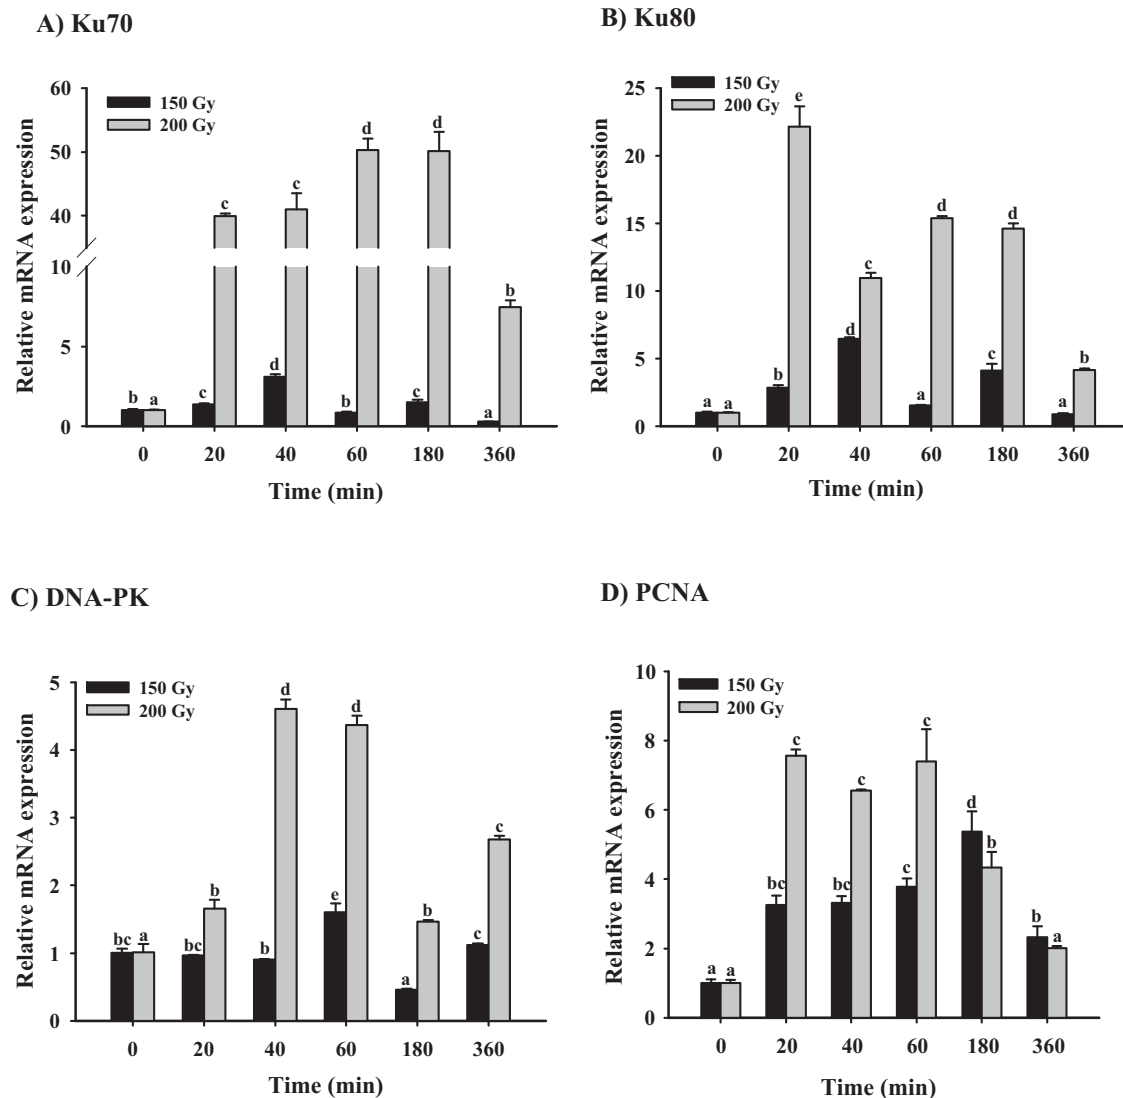 A) Ku70
60
50
40
10
5
0
Relative mRNA expression
150 Gy
200 Gy
b a c c d c b d c d a b
0 20 40 60 180 360
Time (min)
B) Ku80
25
20
15
10
5
0
Relative mRNA expression
150 Gy
200 Gy
a a b e d c a d c d a b
0 20 40 60 180 360
Time (min)
C) DNA-PK
5
4
3
2
1
0
Relative mRNA expression
150 Gy
200 Gy
bc a bc b b d e d a b c c
0 20 40 60 180 360
Time (min)
D) PCNA
10
8
6
4
2
0
Relative mRNA expression
150 Gy
200 Gy
a a bc c bc c c c d b b a
0 20 40 60 180 360
Time (min)